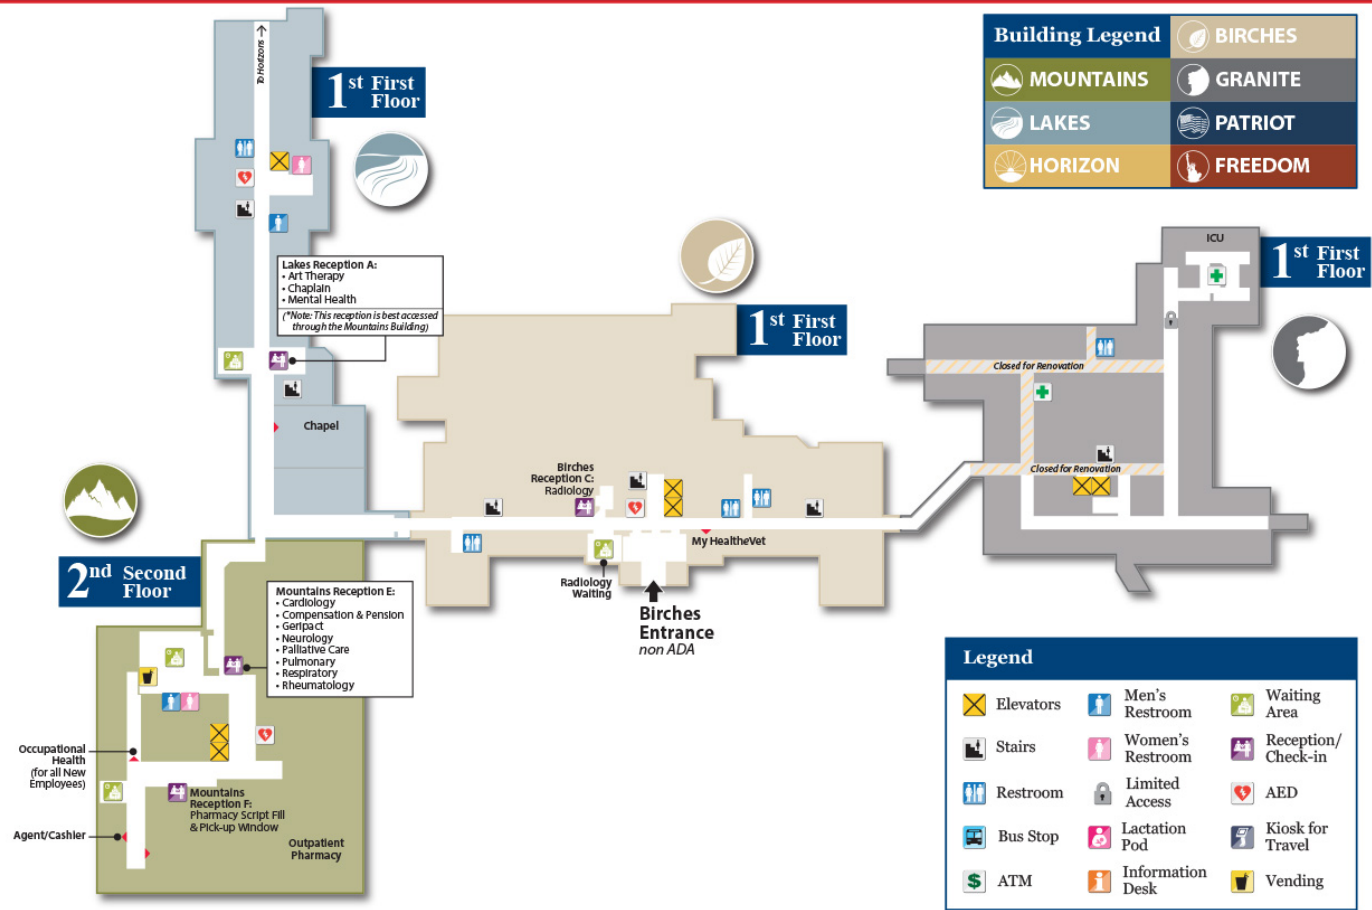 To Horizons
1st First
Floor
Building Legend
BIRCHES
MOUNTAINS
GRANITE
LAKES
PATRIOT
HORIZON
FREEDOM
Lakes Reception A:
• Art Therapy
• Chaplain
• Mental Health
(*Note: This reception is best accessed
through the Mountains Building)
Chapel
1st First
Floor
ICU
1st First
Floor
Closed for Renovation
Closed for Renovation
Birches
Reception C:
Radiology
My HealtheVet
Radiology
Waiting
Birches
Entrance
non ADA
2nd Second
Floor
Mountains Reception E:
• Cardiology
• Compensation & Pension
• Geripact
• Neurology
• Palliative Care
• Pulmonary
• Respiratory
• Rheumatology
Occupational
Health
(for all New
Employees)
Mountains
Reception F:
Pharmacy Script Fill
& Pick-up Window
Agent/Cashier
Outpatient
Pharmacy
Legend
Elevators
Men's
Restroom
Waiting
Area
Stairs
Women's
Restroom
Reception/
Check-in
Restroom
Limited
Access
AED
Bus Stop
Lactation
Pod
Kiosk for
Travel
$ ATM
Information
Desk
Vending